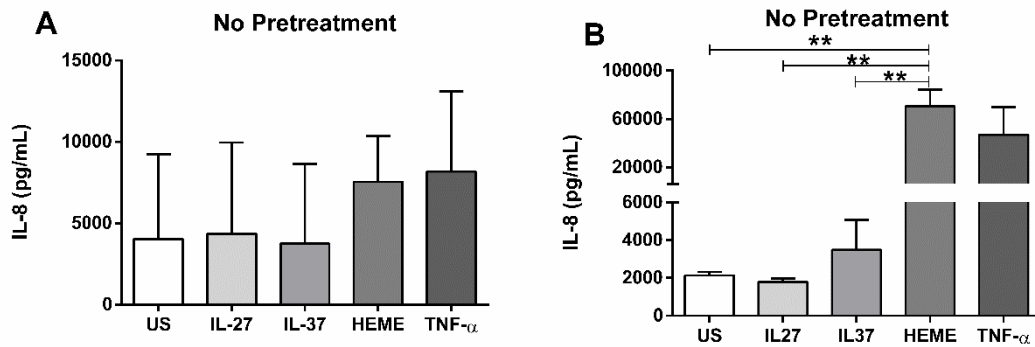 A
No Pretreatment
15000
10000
5000
0
IL-8 (pg/mL)
US IL-27 IL-37 HEME TNF-α
B
No Pretreatment
**
**
**
100000
60000
20000
6000
4000
2000
0
IL-8 (pg/mL)
US IL27 IL37 HEME TNF-α